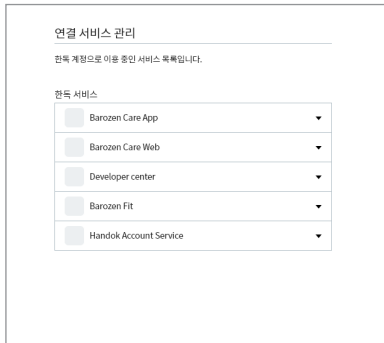 연결 서비스 관리
한독 계정으로 이용 중인 서비스 목록입니다.
한독 서비스
Barozen Care App
Barozen Care Web
Developer center
Barozen Fit
Handok Account Service